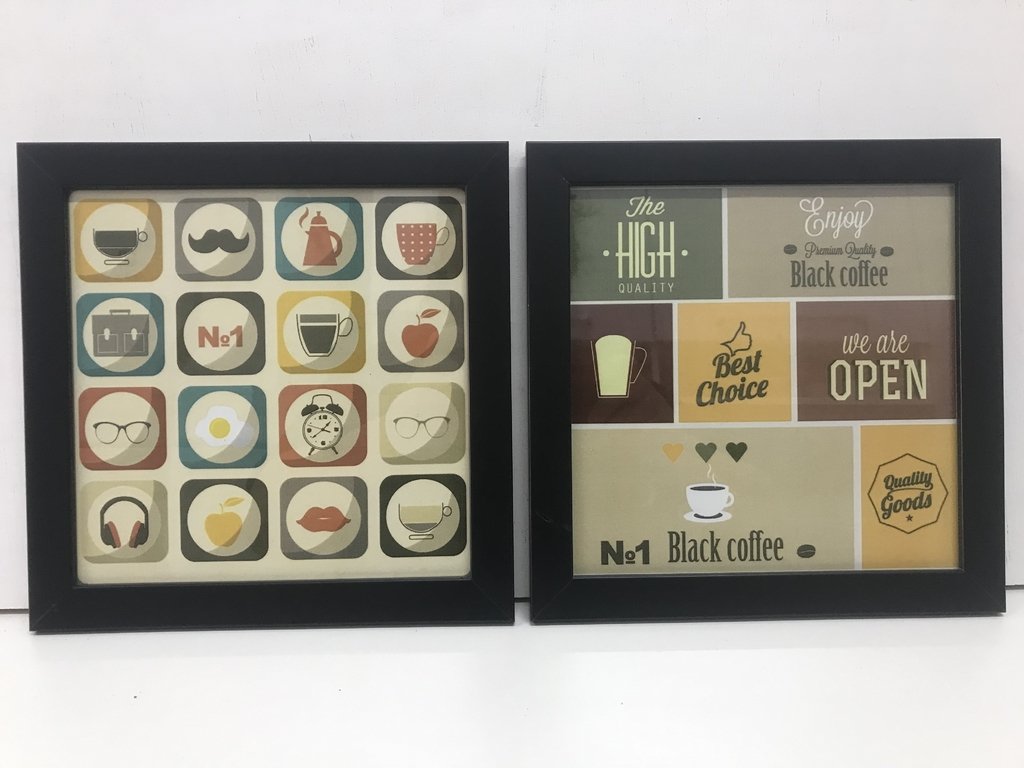 №1
The
HIGH
QUALITY
Enjoy
Premium Quality
Black coffee
Best
Choice
we are
OPEN
№1 Black coffee
Quality
Goods